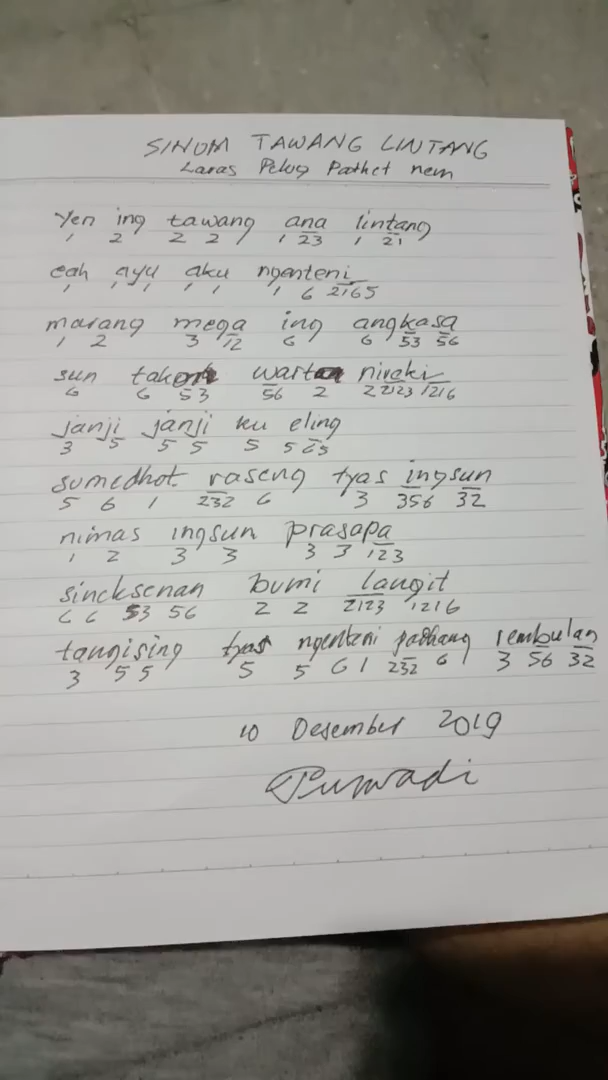 SINOM TAWANG LINTANG
Laras Pelog Pathet nem
Yen ing tawang ana lintang
1 2 2 2 1 23 1 21
cah ayu aku ngenteni
1 1 1 1 1 1 6 2165
marang mega ing angkasa
1 2 3 12 6 6 53 56
sun takon warta nireki
6 6 53 56 2 2 2123 1216
janji janji ku eling
3 5 5 5 5 5 65
sumedhot raseng tyas ingsun
5 6 1 232 6 3 356 32
nimas ingsun prasapa
1 2 3 3 3 3 123
sineksenan bumi langit
6 6 53 56 2 2 2123 1216
tangising tyas ngenteni padhang rembulan
3 5 5 5 5 6 1 232 6 1 3 56 32
10 Desember 2019
Purwadi